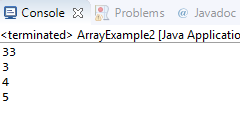 Console Problems @ Javadoc
<terminated> ArrayExample2 [Java Applicatio
33
3
4
5